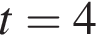 t = 4